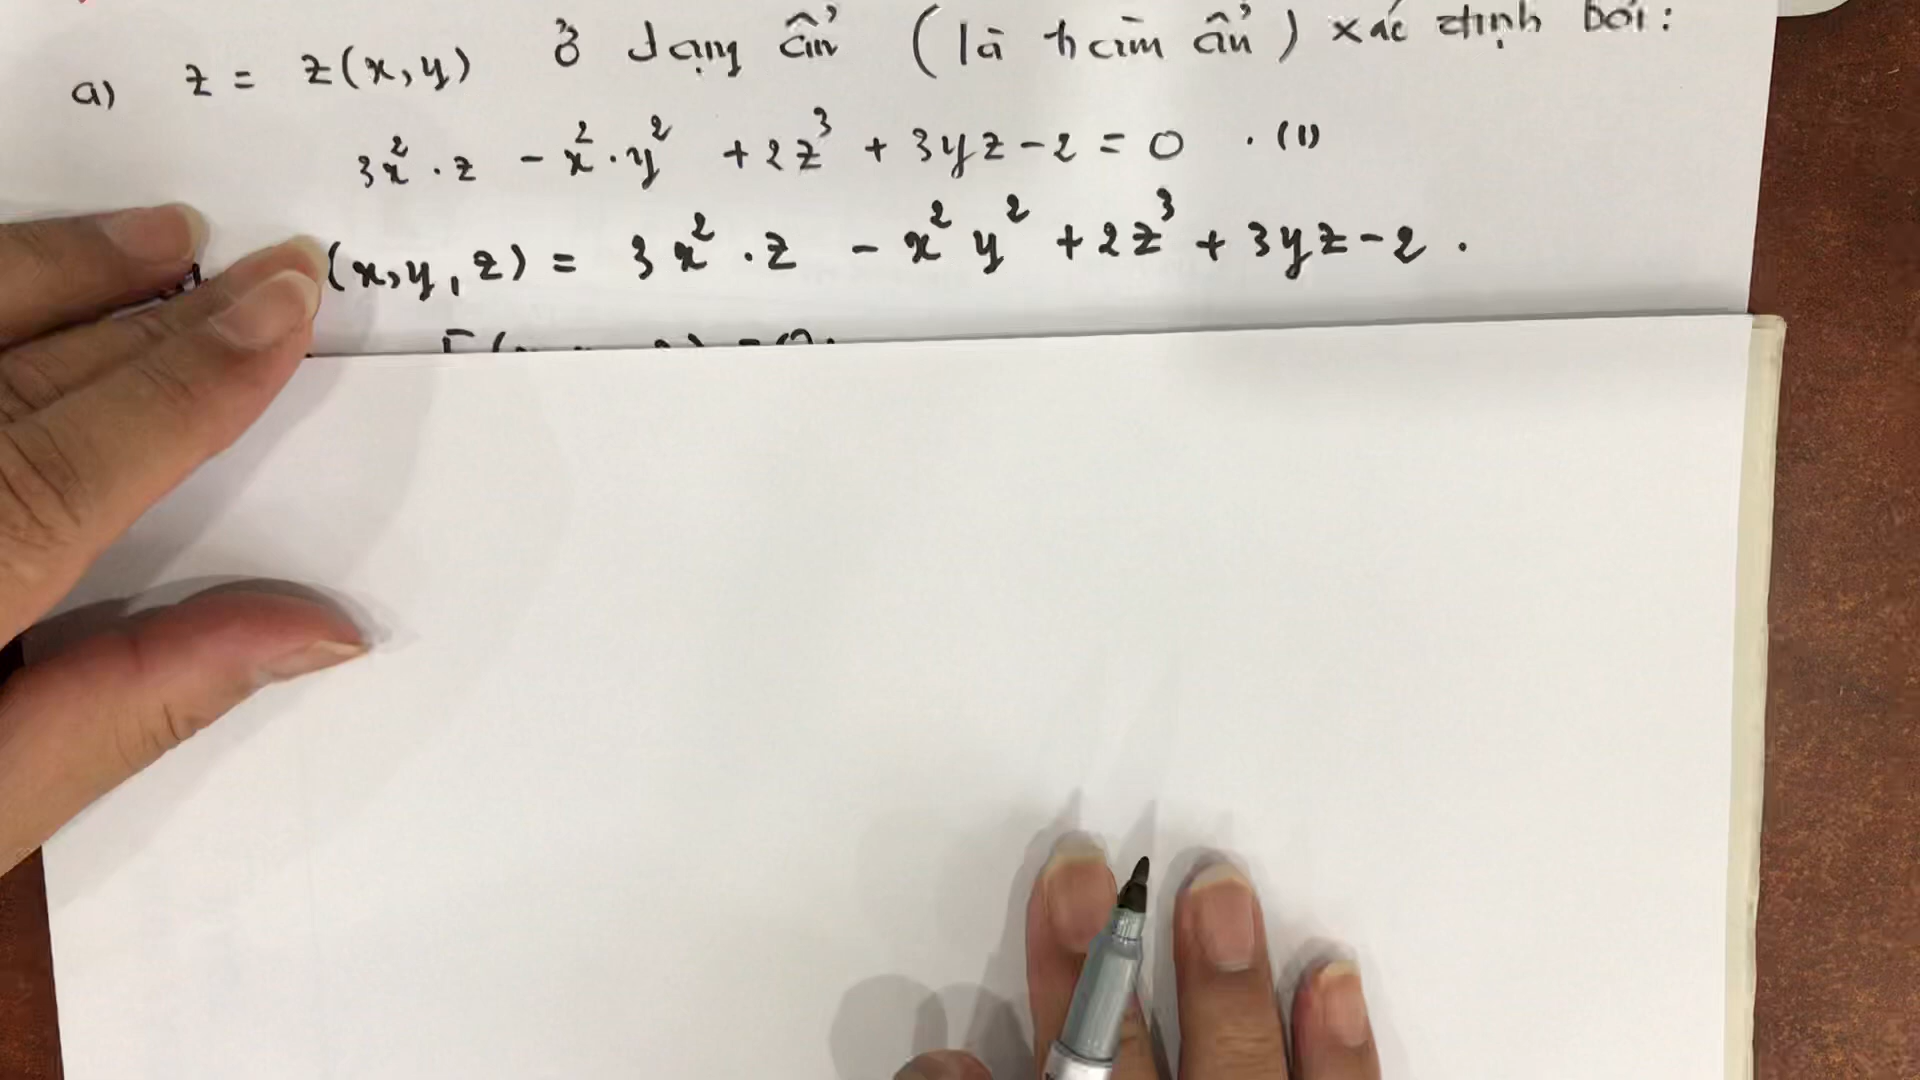 a) z = z(x,y) ở dạng ẩn (là hàm ẩn) xác định bởi:
3x² . z - x² . y² + 2z³ + 3yz - 2 = 0 . (1)
(x,y,z) = 3x² . z - x² y² + 2z³ + 3yz - 2 .